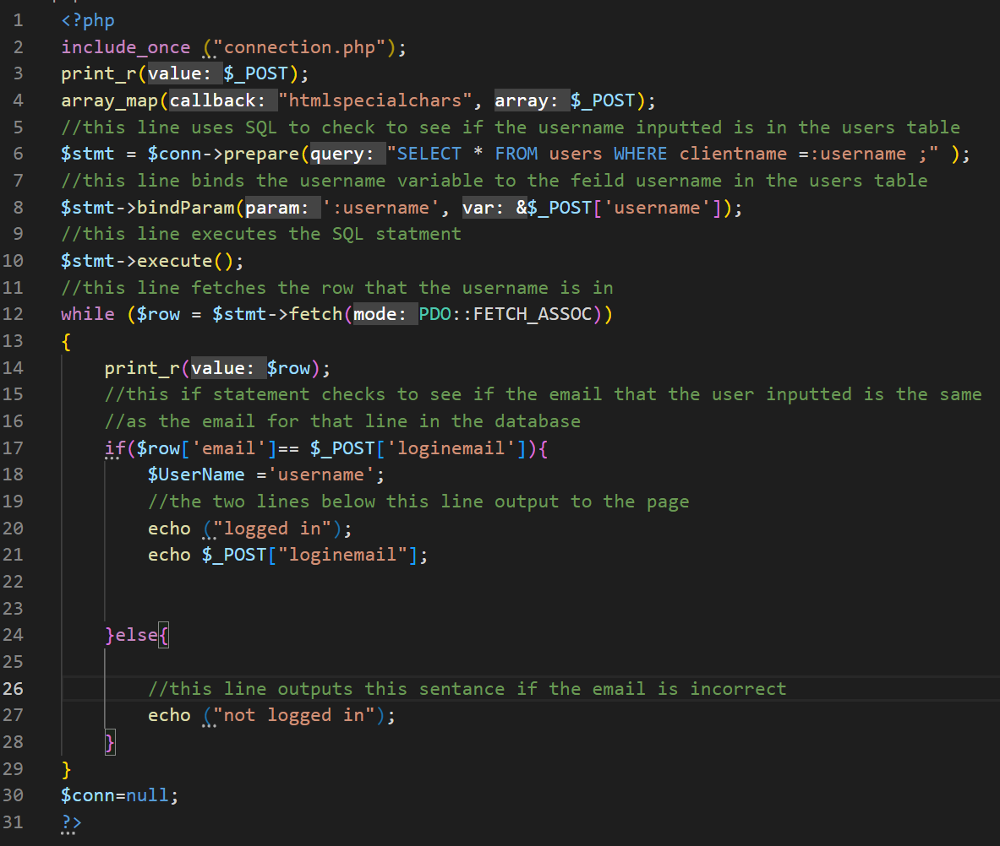 1 <?php
2 include_once ("connection.php");
3 print_r(value: $_POST);
4 array_map(callback: "htmlspecialchars", array: $_POST);
5 //this line uses SQL to check to see if the username inputted is in the users table
6 $stmt = $conn->prepare(query: "SELECT * FROM users WHERE clientname =:username ;" );
7 //this line binds the username variable to the feild username in the users table
8 $stmt->bindParam(param: ':username', var: &$_POST['username']);
9 //this line executes the SQL statment
10 $stmt->execute();
11 //this line fetches the row that the username is in
12 while ($row = $stmt->fetch(mode: PDO::FETCH_ASSOC))
13 {
14     print_r(value: $row);
15     //this if statement checks to see if the email that the user inputted is the same
16     //as the email for that line in the database
17     if($row['email']== $_POST['loginemail']){
18         $UserName ='username';
19         //the two lines below this line output to the page
20         echo ("logged in");
21         echo $_POST["loginemail"];
22
23
24     }else{
25
26         //this line outputs this sentance if the email is incorrect
27         echo ("not logged in");
28     }
29 }
30 $conn=null;
31 ?>